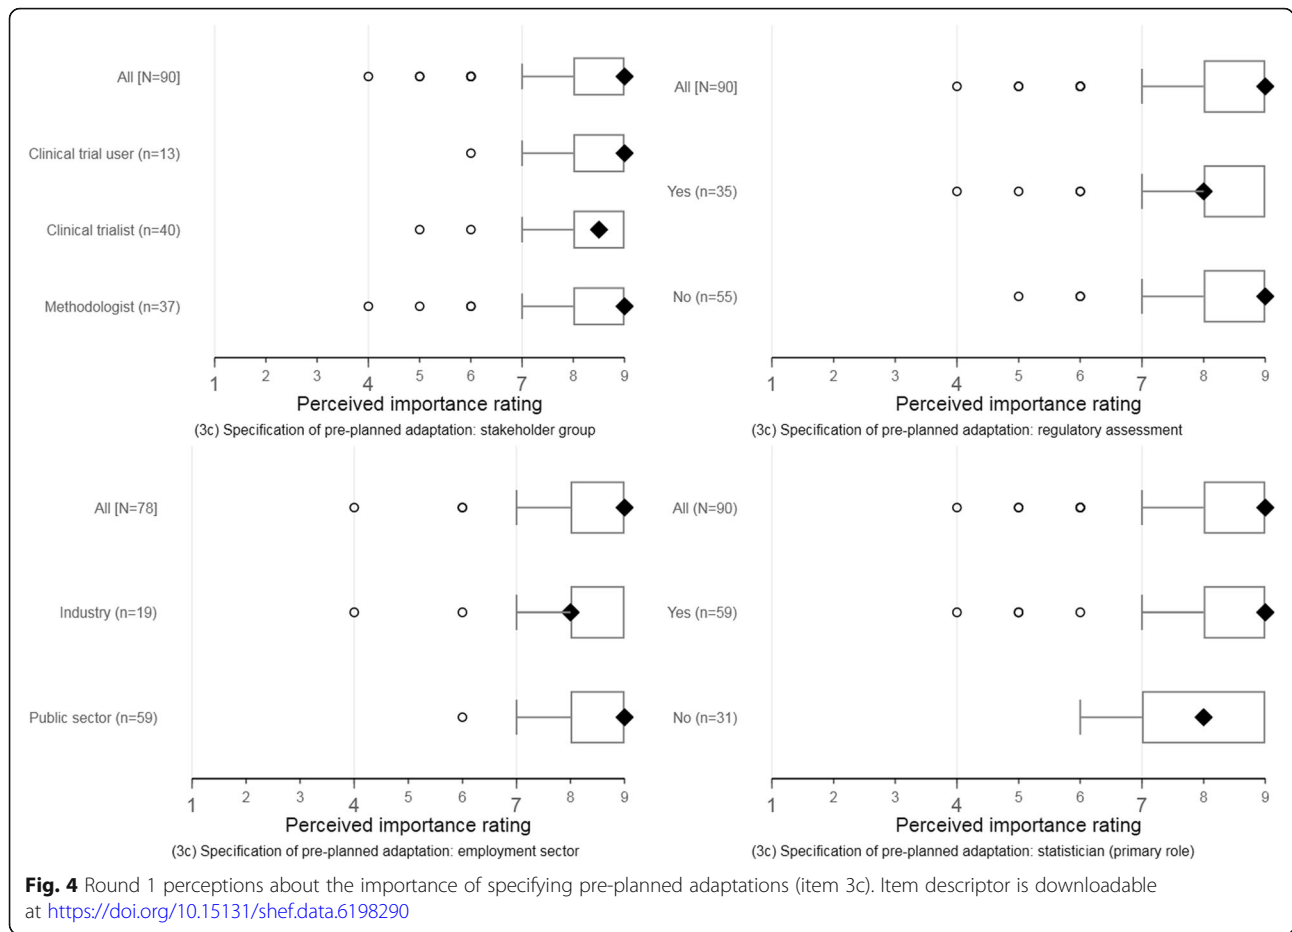 All [N=90]
Clinical trial user (n=13)
Clinical trialist (n=40)
Methodologist (n=37)
1 2 3 4 5 6 7 8 9
Perceived importance rating
(3c) Specification of pre-planned adaptation: stakeholder group
All [N=90]
Yes (n=35)
No (n=55)
1 2 3 4 5 6 7 8 9
Perceived importance rating
(3c) Specification of pre-planned adaptation: regulatory assessment
All [N=78]
Industry (n=19)
Public sector (n=59)
1 2 3 4 5 6 7 8 9
Perceived importance rating
(3c) Specification of pre-planned adaptation: employment sector
All (N=90)
Yes (n=59)
No (n=31)
1 2 3 4 5 6 7 8 9
Perceived importance rating
(3c) Specification of pre-planned adaptation: statistician (primary role)
Fig. 4 Round 1 perceptions about the importance of specifying pre-planned adaptations (item 3c). Item descriptor is downloadable
at https://doi.org/10.15131/shef.data.6198290